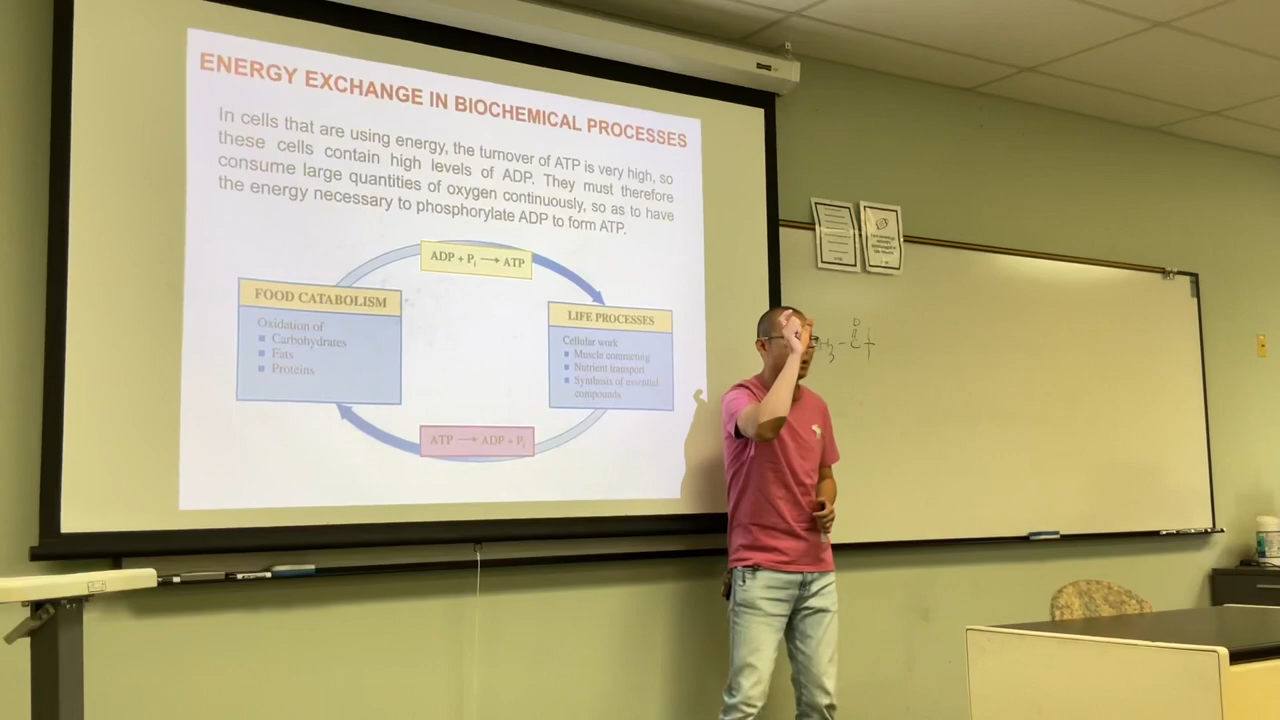 ENERGY EXCHANGE IN BIOCHEMICAL PROCESSES
In cells that are using energy, the turnover of ATP is very high, so
these cells contain high levels of ADP. They must therefore
consume large quantities of oxygen continuously, so as to have
the energy necessary to phosphorylate ADP to form ATP.
ADP + Pi ⟶ ATP
FOOD CATABOLISM
Oxidation of
▪ Carbohydrates
▪ Fats
▪ Proteins
LIFE PROCESSES
Cellular work
▪ Muscle contracting
▪ Nutrient transport
▪ Synthesis of essential
compounds
ATP ⟶ ADP + Pi